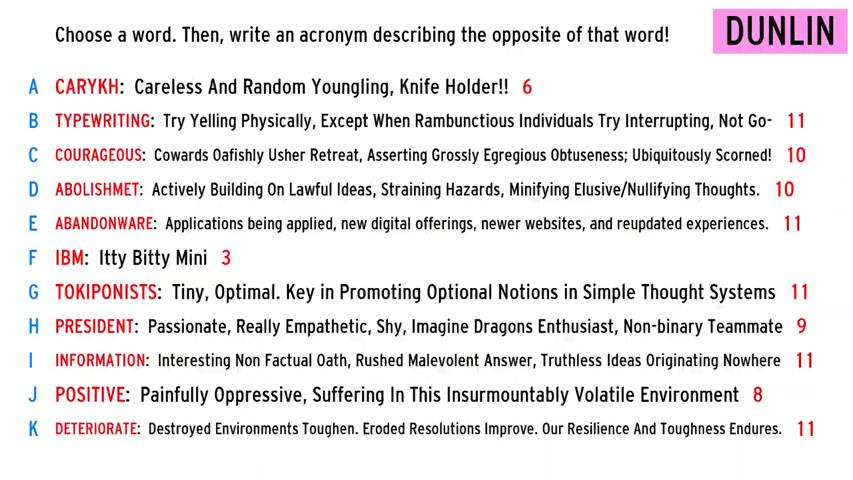 Choose a word. Then, write an acronym describing the opposite of that word!
DUNLIN
A CARYKH: Careless And Random Youngling, Knife Holder!! 6
B TYPEWRITING: Try Yelling Physically, Except When Rambunctious Individuals Try Interrupting, Not Go- 11
C COURAGEOUS: Cowards Oafishly Usher Retreat, Asserting Grossly Egregious Obtuseness; Ubiquitously Scorned! 10
D ABOLISHMET: Actively Building On Lawful Ideas, Straining Hazards, Minifying Elusive/Nullifying Thoughts. 10
E ABANDONWARE: Applications being applied, new digital offerings, newer websites, and reupdated experiences. 11
F IBM: Itty Bitty Mini 3
G TOKIPONISTS: Tiny, Optimal. Key in Promoting Optional Notions in Simple Thought Systems 11
H PRESIDENT: Passionate, Really Empathetic, Shy, Imagine Dragons Enthusiast, Non-binary Teammate 9
I INFORMATION: Interesting Non Factual Oath, Rushed Malevolent Answer, Truthless Ideas Originating Nowhere 11
J POSITIVE: Painfully Oppressive, Suffering In This Insurmountably Volatile Environment 8
K DETERIORATE: Destroyed Environments Toughen. Eroded Resolutions Improve. Our Resilience And Toughness Endures. 11